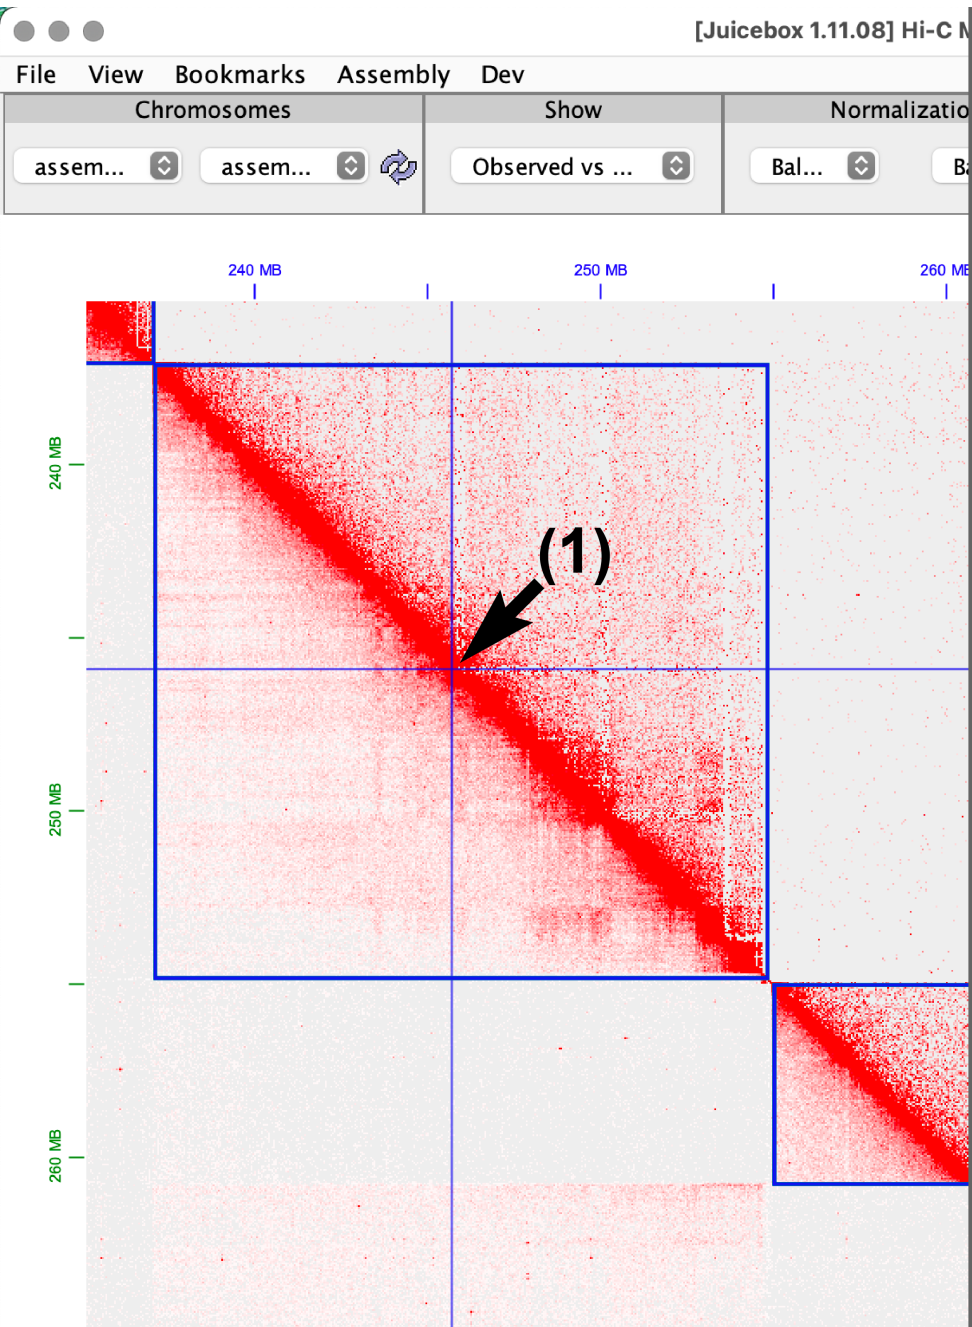 [Juicebox 1.11.08] Hi-C
File View Bookmarks Assembly Dev
Chromosomes Show Normalizatio
assem... assem... Observed vs ... Bal...
240 MB 250 MB 260 MB
240 MB
(1)
250 MB
260 MB